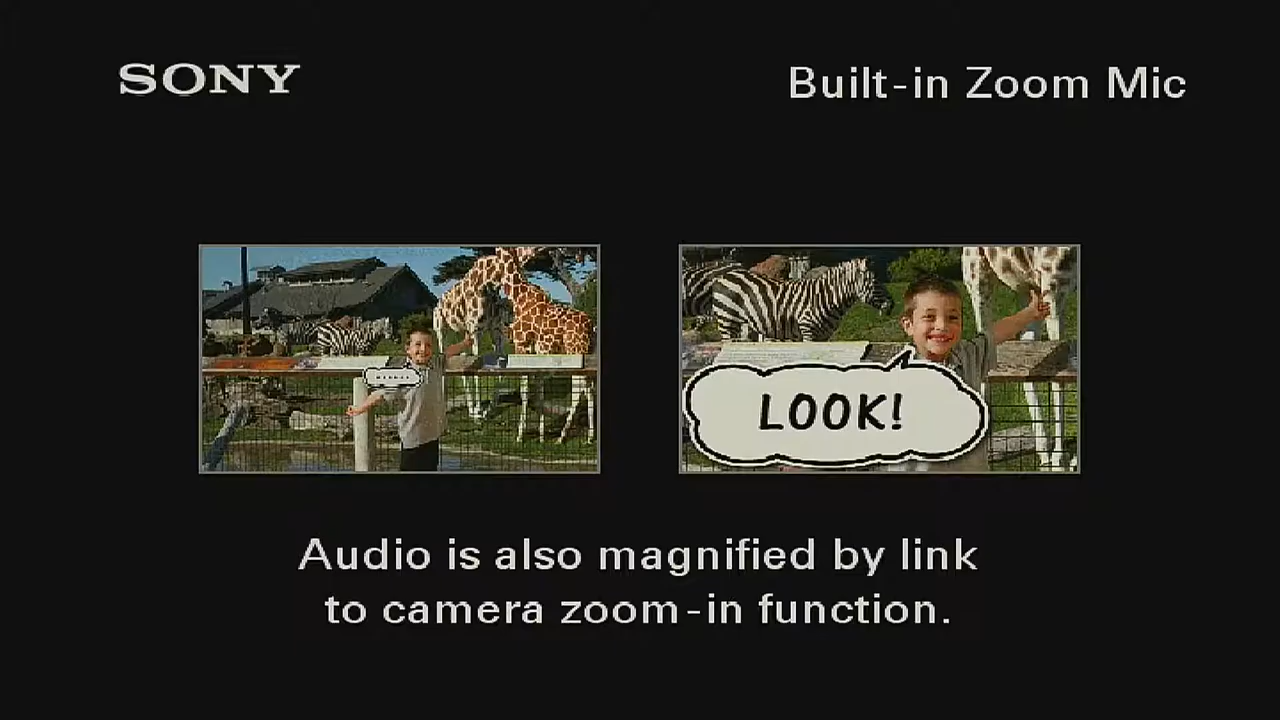 SONY
Built-in Zoom Mic
LOOK!
Audio is also magnified by link
to camera zoom-in function.